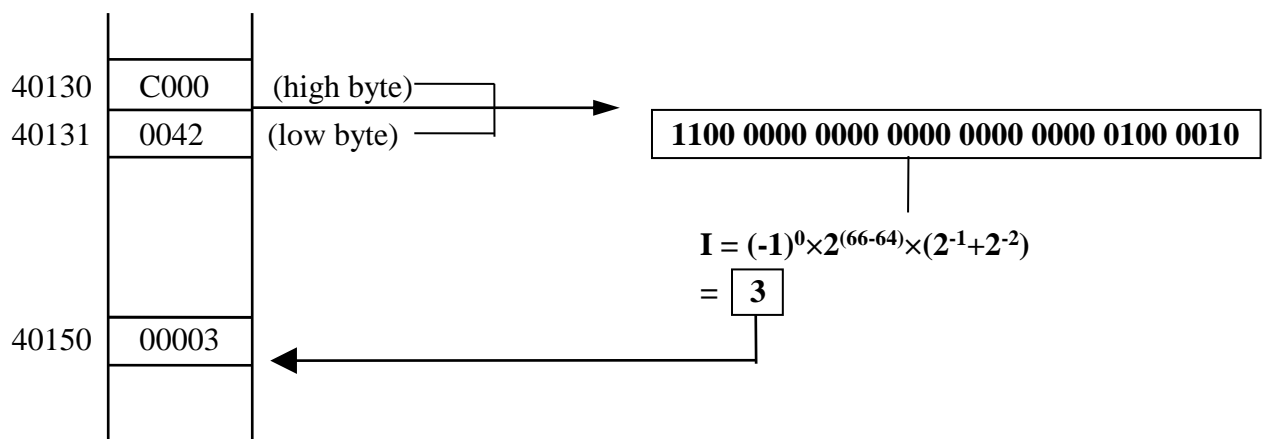 40130 C000 (high byte)
40131 0042 (low byte)
1100 0000 0000 0000 0000 0000 0100 0010
I = (-1)⁰×2⁽⁶⁶⁻⁶⁴⁾×(2⁻¹+2⁻²)
= 3
40150 00003